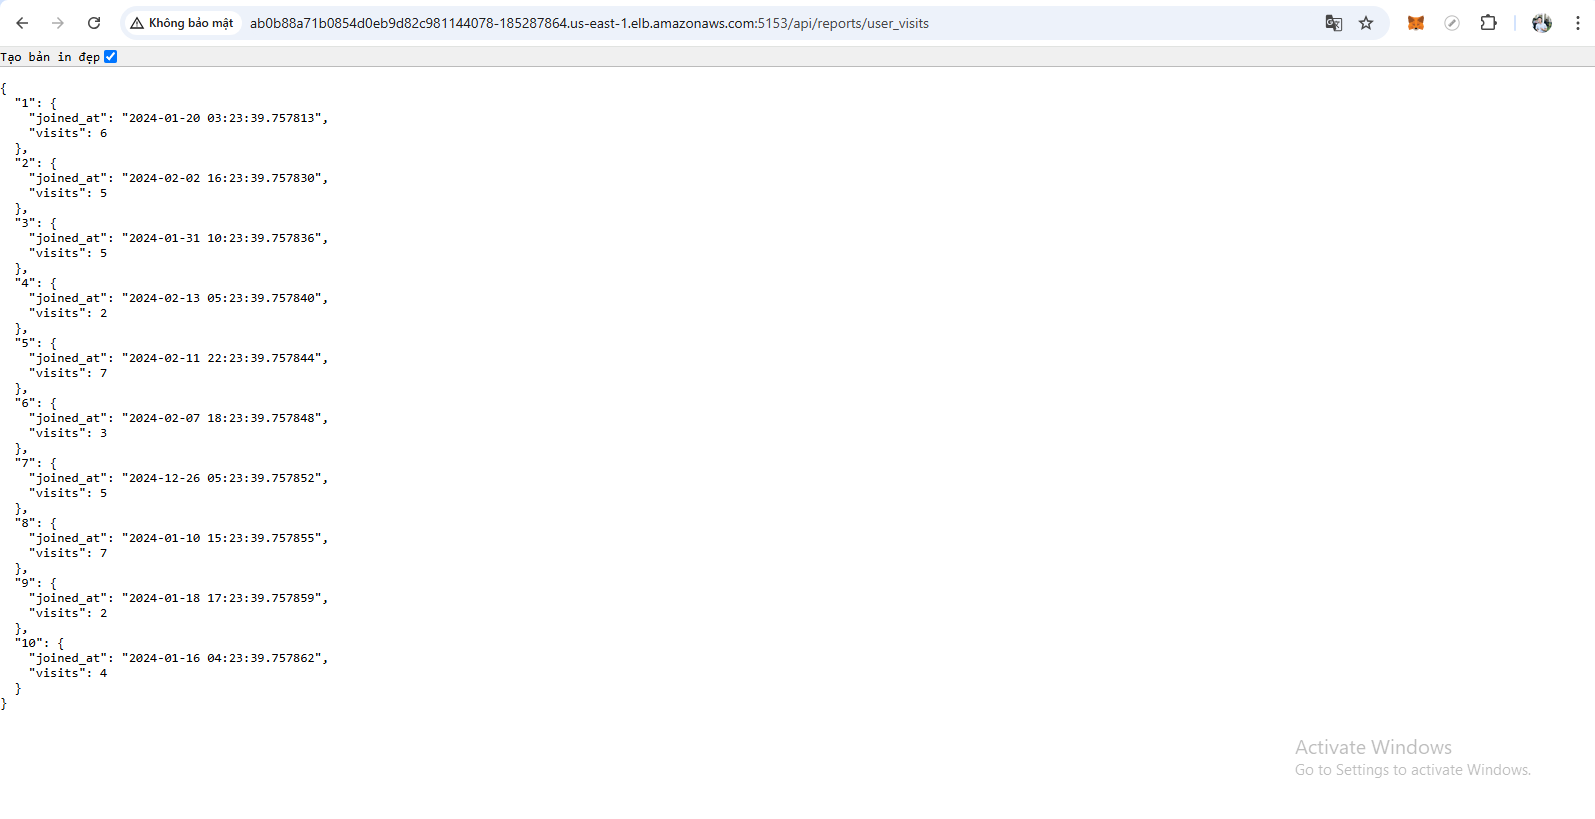 Không bảo mật
ab0b88a71b0854d0eb9d82c981144078-185287864.us-east-1.elb.amazonaws.com:5153/api/reports/user_visits
Tạo bản in đẹp
{
  "1": {
    "joined_at": "2024-01-20 03:23:39.757813",
    "visits": 6
  },
  "2": {
    "joined_at": "2024-02-02 16:23:39.757830",
    "visits": 5
  },
  "3": {
    "joined_at": "2024-01-31 10:23:39.757836",
    "visits": 5
  },
  "4": {
    "joined_at": "2024-02-13 05:23:39.757840",
    "visits": 2
  },
  "5": {
    "joined_at": "2024-02-11 22:23:39.757844",
    "visits": 7
  },
  "6": {
    "joined_at": "2024-02-07 18:23:39.757848",
    "visits": 3
  },
  "7": {
    "joined_at": "2024-12-26 05:23:39.757852",
    "visits": 5
  },
  "8": {
    "joined_at": "2024-01-10 15:23:39.757855",
    "visits": 7
  },
  "9": {
    "joined_at": "2024-01-18 17:23:39.757859",
    "visits": 2
  },
  "10": {
    "joined_at": "2024-01-16 04:23:39.757862",
    "visits": 4
  }
}
Activate Windows
Go to Settings to activate Windows.